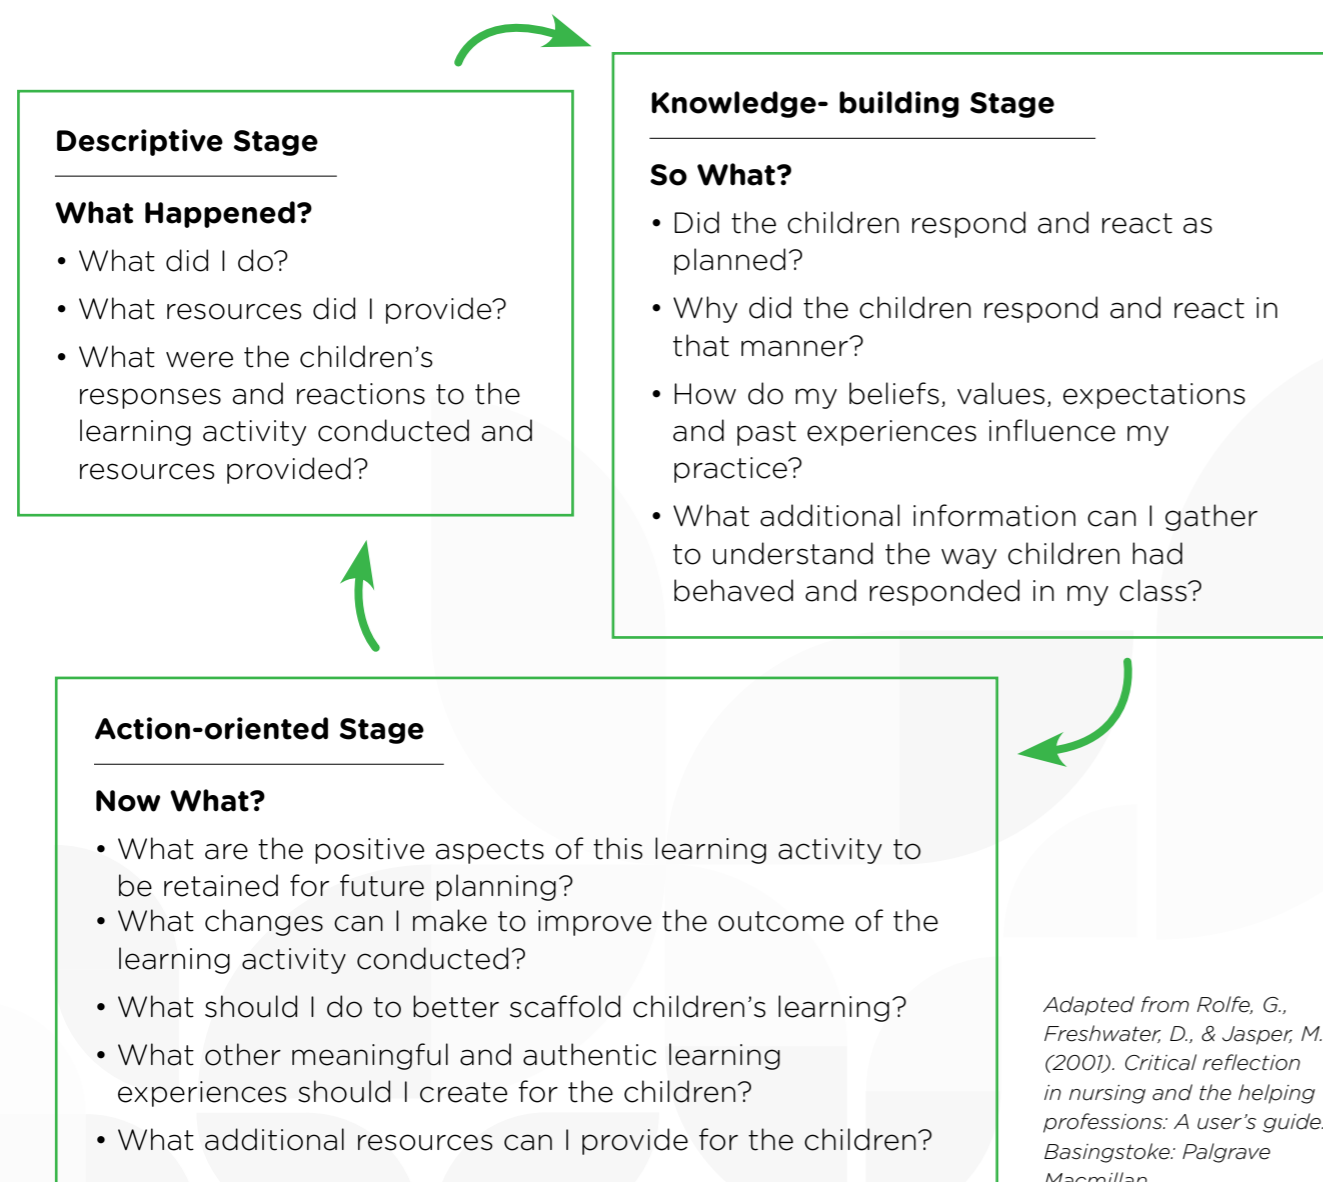 Descriptive Stage
What Happened?
• What did I do?
• What resources did I provide?
• What were the children’s
responses and reactions to the
learning activity conducted and
resources provided?
Knowledge- building Stage
So What?
• Did the children respond and react as
planned?
• Why did the children respond and react in
that manner?
• How do my beliefs, values, expectations
and past experiences influence my
practice?
• What additional information can I gather
to understand the way children had
behaved and responded in my class?
Action-oriented Stage
Now What?
• What are the positive aspects of this learning activity to
be retained for future planning?
• What changes can I make to improve the outcome of the
learning activity conducted?
• What should I do to better scaffold children’s learning?
• What other meaningful and authentic learning
experiences should I create for the children?
• What additional resources can I provide for the children?
Adapted from Rolfe, G.,
Freshwater, D., & Jasper, M.
(2001). Critical reflection
in nursing and the helping
professions: A user’s guide.
Basingstoke: Palgrave
Macmillan